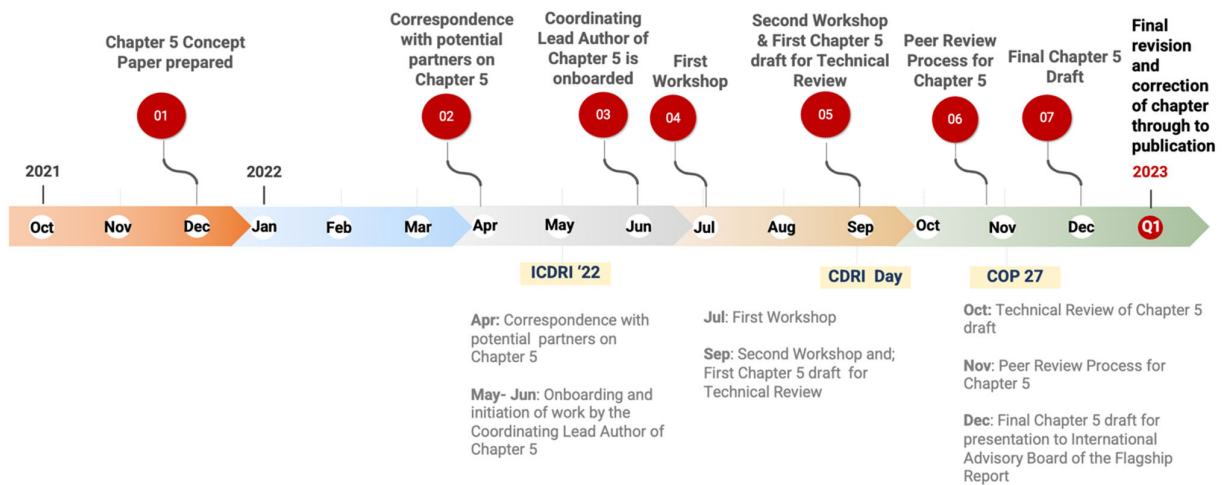 Chapter 5 Concept
Paper prepared
01
Correspondence
with potential
partners on
Chapter 5
02
Coordinating
Lead Author of
Chapter 5 is
onboarded
03
First
Workshop
04
Second Workshop
& First Chapter 5
draft for Technical
Review
05
Peer Review
Process for
Chapter 5
06
Final Chapter 5
Draft
07
Final
revision
and
correction
of chapter
through to
publication
2021
2022
2023
Oct
Nov
Dec
Jan
Feb
Mar
Apr
May
Jun
Jul
Aug
Sep
Oct
Nov
Dec
Q1
ICDRI ‘22
CDRI Day
COP 27
Apr: Correspondence with
potential partners on
Chapter 5
May- Jun: Onboarding and
initiation of work by the
Coordinating Lead Author of
Chapter 5
Jul: First Workshop
Sep: Second Workshop and;
First Chapter 5 draft for
Technical Review
Oct: Technical Review of Chapter 5
draft
Nov: Peer Review Process for
Chapter 5
Dec: Final Chapter 5 draft for
presentation to International
Advisory Board of the Flagship
Report